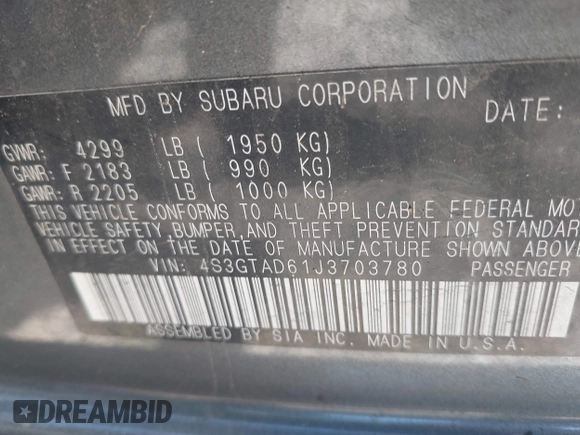 MFD BY SUBARU CORPORATION DATE:
GVWR: 4299 LB ( 1950 KG)
GAWR: F 2183 LB ( 990 KG)
GAWR: R 2205 LB ( 1000 KG)
THIS VEHICLE CONFORMS TO ALL APPLICABLE FEDERAL MOT
VEHICLE SAFETY, BUMPER, AND THEFT PREVENTION STANDAR
IN EFFECT ON THE DATE OF MANUFACTURE SHOWN ABOVE
VIN: 4S3GTAD61J3703780 PASSENGER
ASSEMBLED BY SIA INC. MADE IN U.S.A.
DREAMBID